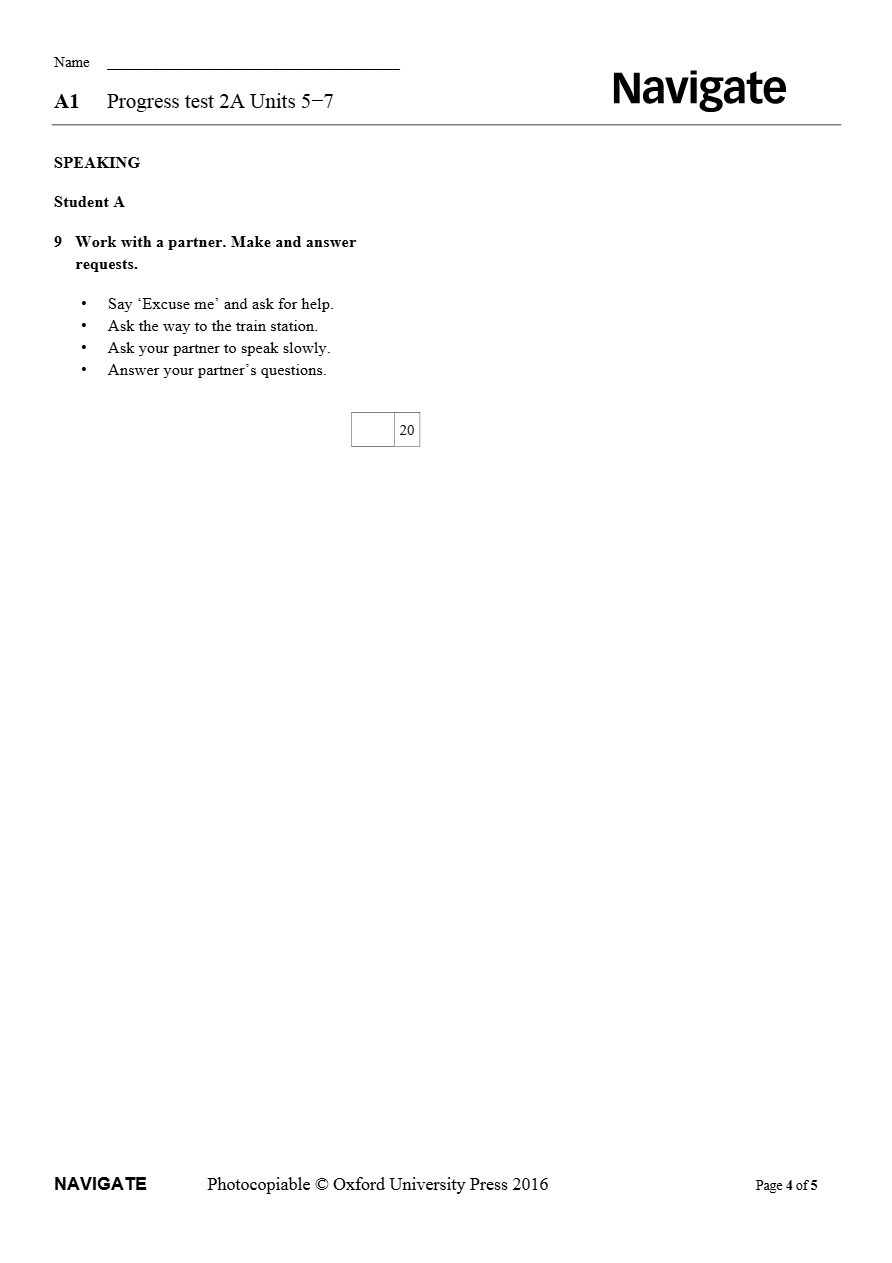 Name ______________________________________
Navigate
A1 Progress test 2A Units 5−7
SPEAKING
Student A
9 Work with a partner. Make and answer
requests.
• Say ‘Excuse me’ and ask for help.
• Ask the way to the train station.
• Ask your partner to speak slowly.
• Answer your partner’s questions.
20
NAVIGATE Photocopiable © Oxford University Press 2016 Page 4 of 5